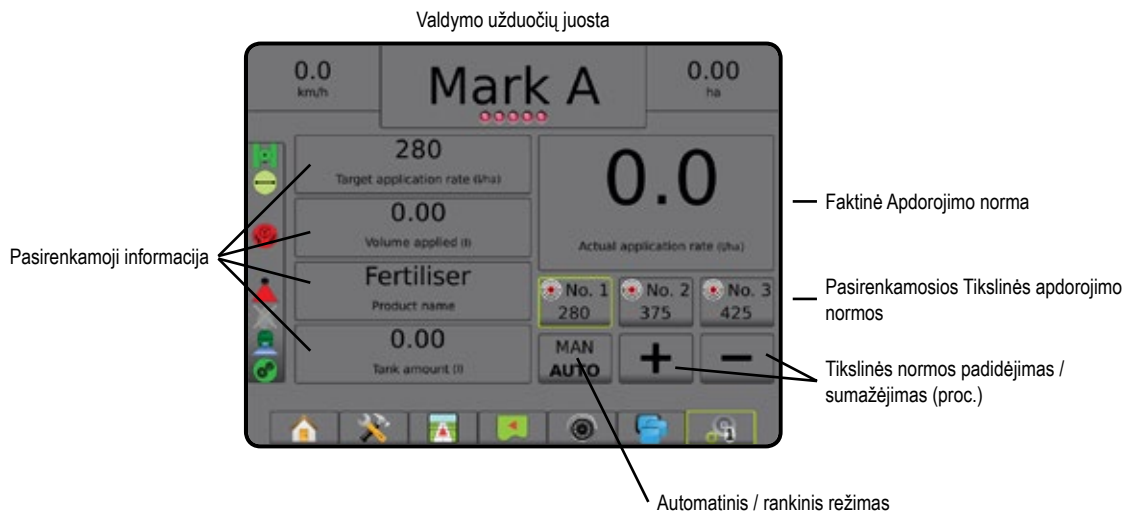 Valdymo užduočių juosta
0.0
km/h
Mark A
0.00
ha
280
Target application rate (l/ha)
0.00
Volume applied (l)
Fertiliser
Product name
0.00
Tank amount (l)
0.0
Actual application rate (l/ha)
No. 1
280
No. 2
375
No. 3
425
MAN
AUTO
+
−
1
Pasirenkamoji informacija
Faktinė Apdorojimo norma
Pasirenkamosios Tikslinės apdorojimo
normos
Tikslinės normos padidėjimas /
sumažėjimas (proc.)
Automatinis / rankinis režimas